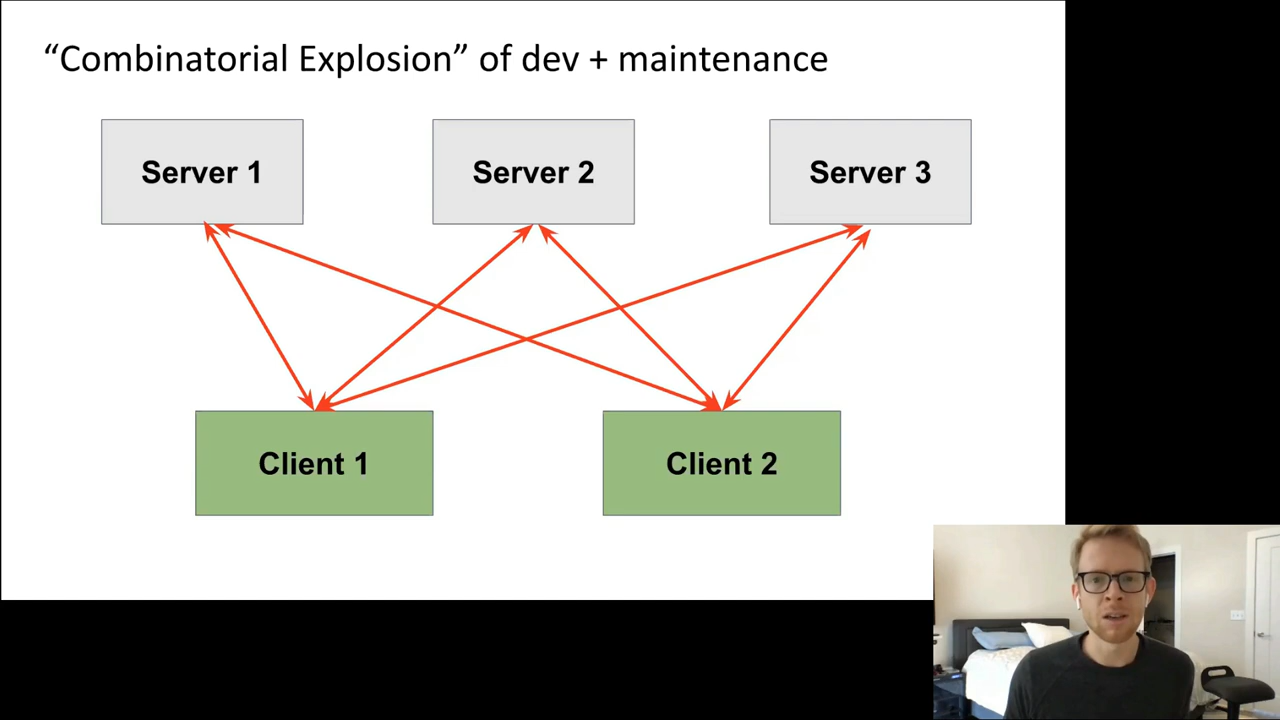 “Combinatorial Explosion” of dev + maintenance
Server 1
Server 2
Server 3
Client 1
Client 2